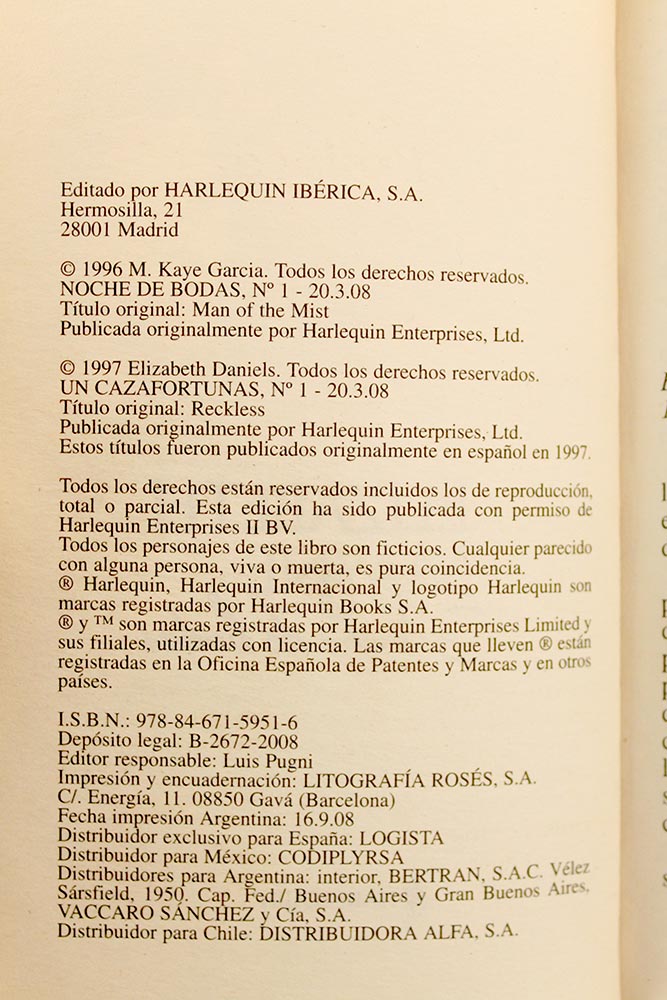 Editado por HARLEQUIN IBÉRICA, S.A.
Hermosilla, 21
28001 Madrid
© 1996 M. Kaye Garcia. Todos los derechos reservados.
NOCHE DE BODAS, Nº 1 - 20.3.08
Título original: Man of the Mist
Publicada originalmente por Harlequin Enterprises, Ltd.
© 1997 Elizabeth Daniels. Todos los derechos reservados.
UN CAZAFORTUNAS, Nº 1 - 20.3.08
Título original: Reckless
Publicada originalmente por Harlequin Enterprises, Ltd.
Estos títulos fueron publicados originalmente en español en 1997.
Todos los derechos están reservados incluidos los de reproducción,
total o parcial. Esta edición ha sido publicada con permiso de
Harlequin Enterprises II BV.
Todos los personajes de este libro son ficticios. Cualquier parecido
con alguna persona, viva o muerta, es pura coincidencia.
® Harlequin, Harlequin Internacional y logotipo Harlequin son
marcas registradas por Harlequin Books S.A.
® y ™ son marcas registradas por Harlequin Enterprises Limited y
sus filiales, utilizadas con licencia. Las marcas que lleven ® están
registradas en la Oficina Española de Patentes y Marcas y en otros
países.
I.S.B.N.: 978-84-671-5951-6
Depósito legal: B-2672-2008
Editor responsable: Luis Pugni
Impresión y encuadernación: LITOGRAFÍA ROSÉS, S.A.
C/. Energía, 11. 08850 Gavá (Barcelona)
Fecha impresión Argentina: 16.9.08
Distribuidor exclusivo para España: LOGISTA
Distribuidor para México: CODIPLYRSA
Distribuidores para Argentina: interior, BERTRAN, S.A.C. Vélez
Sársfield, 1950. Cap. Fed./ Buenos Aires y Gran Buenos Aires,
VACCARO SÁNCHEZ y Cía, S.A.
Distribuidor para Chile: DISTRIBUIDORA ALFA, S.A.